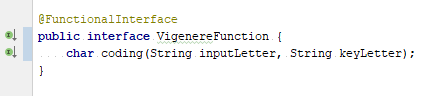 @FunctionalInterface
public interface VigenereFunction {
    char coding(String inputLetter, String keyLetter);
}